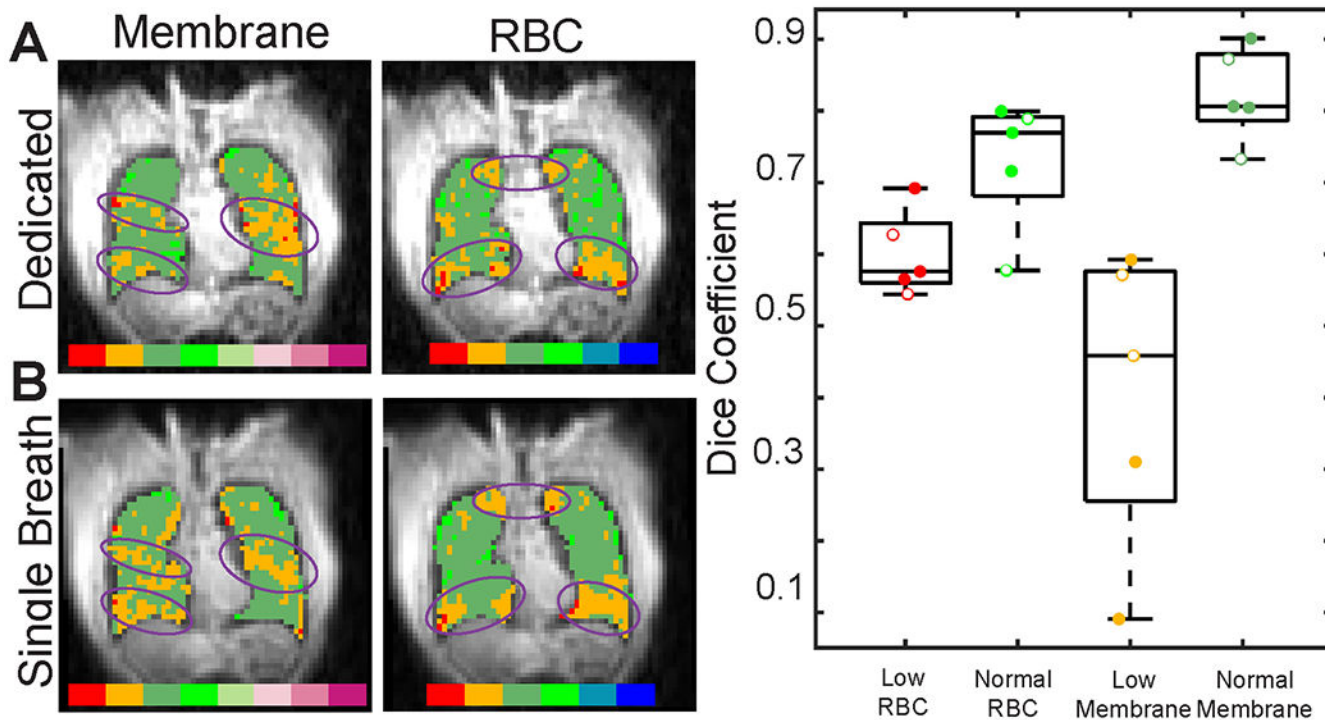 Membrane
RBC
A
Dedicated
B
Single Breath
Dice Coefficient
0.9
0.7
0.5
0.3
0.1
Low
RBC
Normal
RBC
Low
Membrane
Normal
Membrane